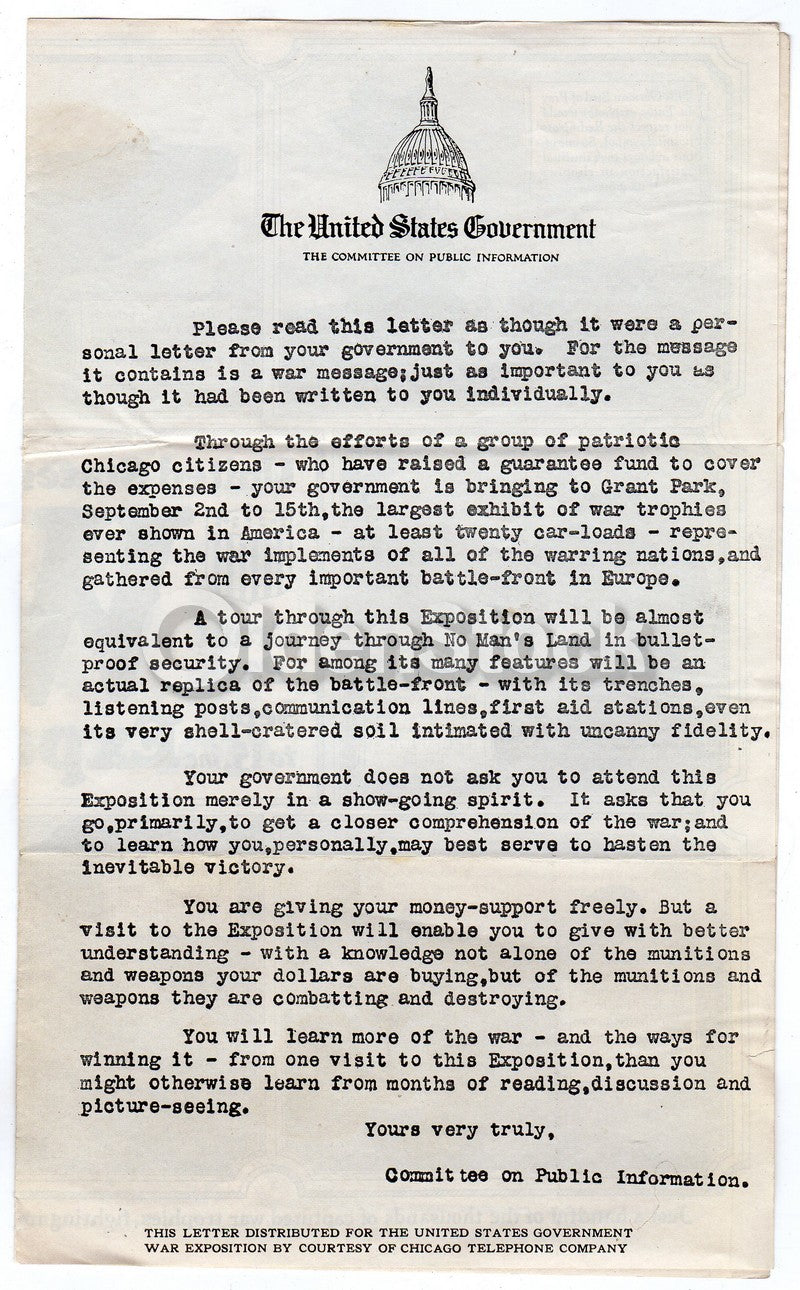 The United States Government
THE COMMITTEE ON PUBLIC INFORMATION
Please read this letter as though it were a per-
sonal letter from your government to you. For the message
it contains is a war message;just as important to you as
though it had been written to you individually.
Through the efforts of a group of patriotic
Chicago citizens - who have raised a guarantee fund to cover
the expenses - your government is bringing to Grant Park,
September 2nd to 15th,the largest exhibit of war trophies
ever shown in America - at least twenty car-loads - repre-
senting the war implements of all of the warring nations,and
gathered from every important battle-front in Europe.
A tour through this Exposition will be almost
equivalent to a journey through No Man's Land in bullet-
proof security. For among its many features will be an
actual replica of the battle-front - with its trenches,
listening posts,communication lines,first aid stations,even
its very shell-cratered soil intimated with uncanny fidelity.
Your government does not ask you to attend this
Exposition merely in a show-going spirit. It asks that you
go,primarily,to get a closer comprehension of the war;and
to learn how you,personally,may best serve to hasten the
inevitable victory.
You are giving your money-support freely. But a
visit to the Exposition will enable you to give with better
understanding - with a knowledge not alone of the munitions
and weapons your dollars are buying,but of the munitions and
weapons they are combatting and destroying.
You will learn more of the war - and the ways for
winning it - from one visit to this Exposition,than you
might otherwise learn from months of reading,discussion and
picture-seeing.
Yours very truly,
Committee on Public Information.
THIS LETTER DISTRIBUTED FOR THE UNITED STATES GOVERNMENT
WAR EXPOSITION BY COURTESY OF CHICAGO TELEPHONE COMPANY